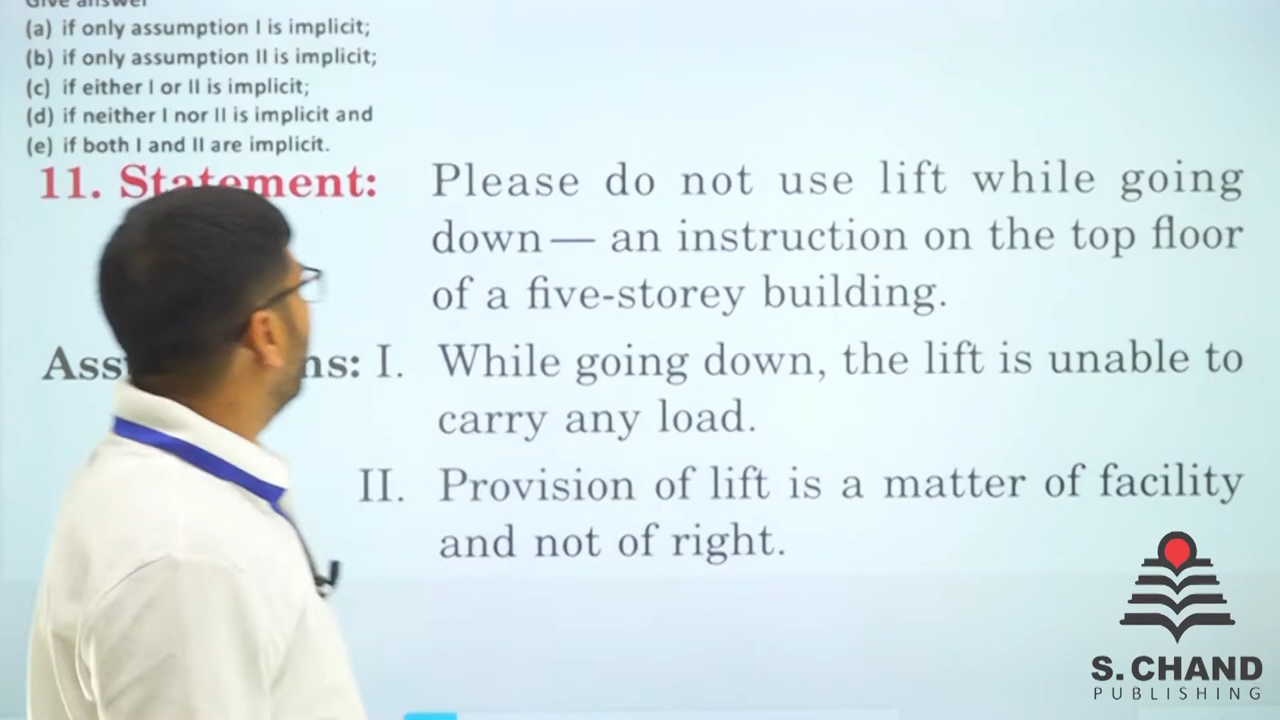 Give answer
(a) if only assumption I is implicit;
(b) if only assumption II is implicit;
(c) if either I or II is implicit;
(d) if neither I nor II is implicit and
(e) if both I and II are implicit.
11. Statement: Please do not use lift while going
down — an instruction on the top floor
of a five-storey building.
I. While going down, the lift is unable to
carry any load.
II. Provision of lift is a matter of facility
and not of right.
S. CHAND
PUBLISHING